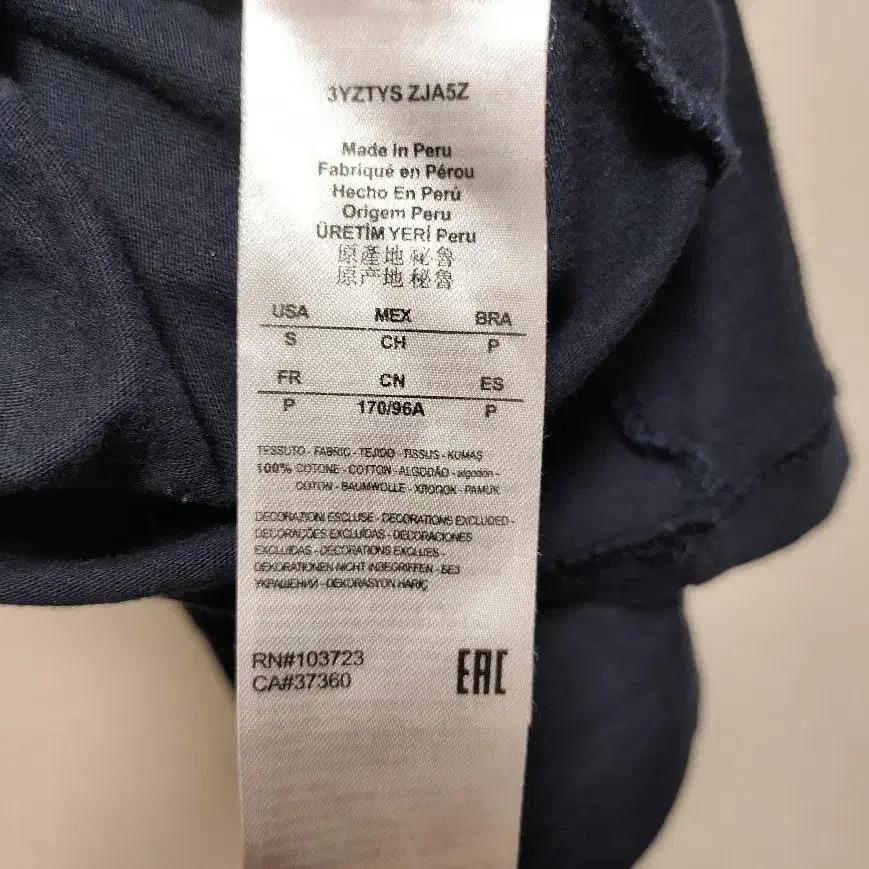 3YZTYS ZJA5Z
Made in Peru
Fabriqué en Pérou
Hecho En Perú
Origem Peru
ÜRETİM YERİ Peru
原產地 秘魯
原产地 秘魯
USA MEX BRA
S CH P
FR CN ES
P 170/96A P
TESSUTO - FABRIC - TEJIDO - TISSUS - KUMAŞ
100% COTONE - COTTON - ALGODÃO - algodon -
COTON - BAUMWOLLE - ХЛОПОК - PAMUK
DECORAZIONI ESCLUSE - DECORATIONS EXCLUDED -
DECORAÇÕES EXCLUÍDAS - DECORACIONES
EXCLUIDAS - DECORATIONS EXCLUES -
DEKORATIONEN NICHT INBEGRIFFEN - БЕЗ
УКРАШЕНИЙ - DEKORASYON HARİÇ
RN#103723
CA#37360
EAC